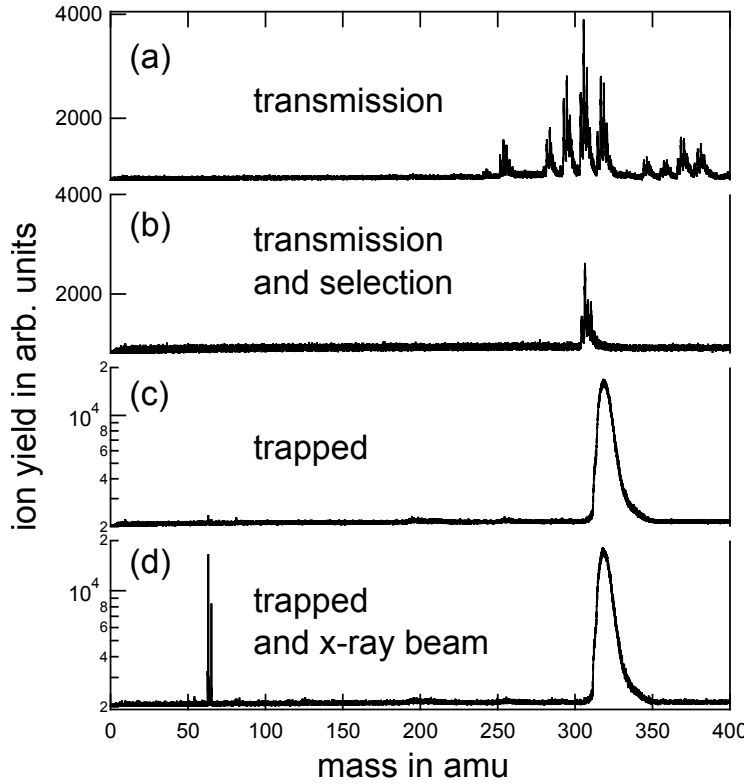 4000
(a)
transmission
2000
4000
(b)
transmission
and selection
2000
2
(c)
10⁴
8
trapped
6
4
2
2
(d)
10⁴
trapped
8
and x-ray beam
6
4
2
0 50 100 150 200 250 300 350 400
mass in amu
ion yield in arb. units